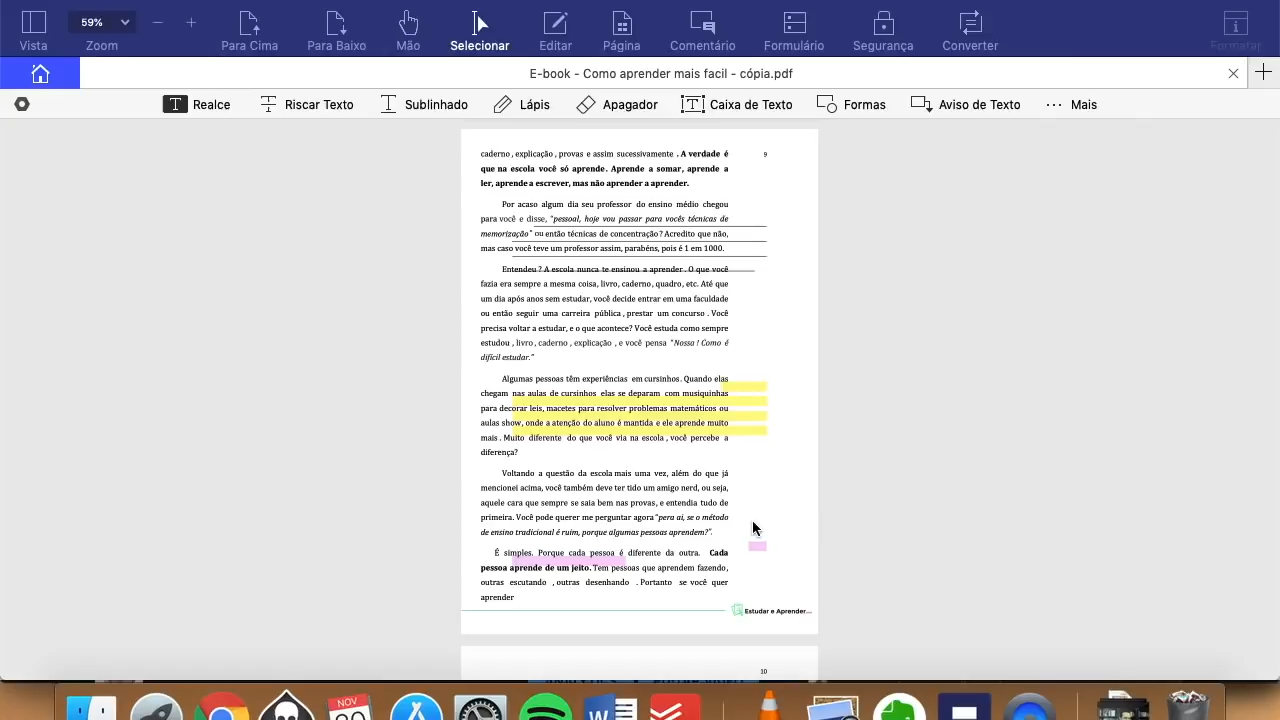 59%
Vista
Zoom
Para Cima
Para Baixo
Mão
Selecionar
Editar
Página
Comentário
Formulário
Segurança
Converter
Formatar
E-book - Como aprender mais facil - cópia.pdf
T Realce
Riscar Texto
Sublinhado
Lápis
Apagador
T Caixa de Texto
Formas
Aviso de Texto
Mais
caderno , explicação , provas e assim sucessivamente . A verdade é
9
que na escola você só aprende. Aprende a somar, aprende a
ler, aprende a escrever, mas não aprender a aprender.
Por acaso algum dia seu professor do ensino médio chegou
para você e disse, “pessoal, hoje vou passar para vocês técnicas de
memorização” ou então técnicas de concentração? Acredito que não,
mas caso você teve um professor assim, parabéns, pois é 1 em 1000.
Entendeu ? A escola nunca te ensinou a aprender . O que você
fazia era sempre a mesma coisa, livro, caderno, quadro, etc. Até que
um dia após anos sem estudar, você decide entrar em uma faculdade
ou então seguir uma carreira pública , prestar um concurso . Você
precisa voltar a estudar, e o que acontece? Você estuda como sempre
estudou , livro , caderno , explicação , e você pensa “Nossa ! Como é
difícil estudar.”
Algumas pessoas têm experiências em cursinhos. Quando elas
chegam nas aulas de cursinhos elas se deparam com musiquinhas
para decorar leis, macetes para resolver problemas matemáticos ou
aulas show, onde a atenção do aluno é mantida e ele aprende muito
mais . Muito diferente do que você via na escola , você percebe a
diferença?
Voltando a questão da escola mais uma vez, além do que já
mencionei acima, você também deve ter tido um amigo nerd, ou seja,
aquele cara que sempre se saia bem nas provas, e entendia tudo de
primeira. Você pode querer me perguntar agora “pera aí, se o método
de ensino tradicional é ruim, porque algumas pessoas aprendem?”.
É simples. Porque cada pessoa é diferente da outra. Cada
pessoa aprende de um jeito. Tem pessoas que aprendem fazendo,
outras escutando , outras desenhando . Portanto se você quer
aprender
Estudar e Aprender...
10
NOV
W